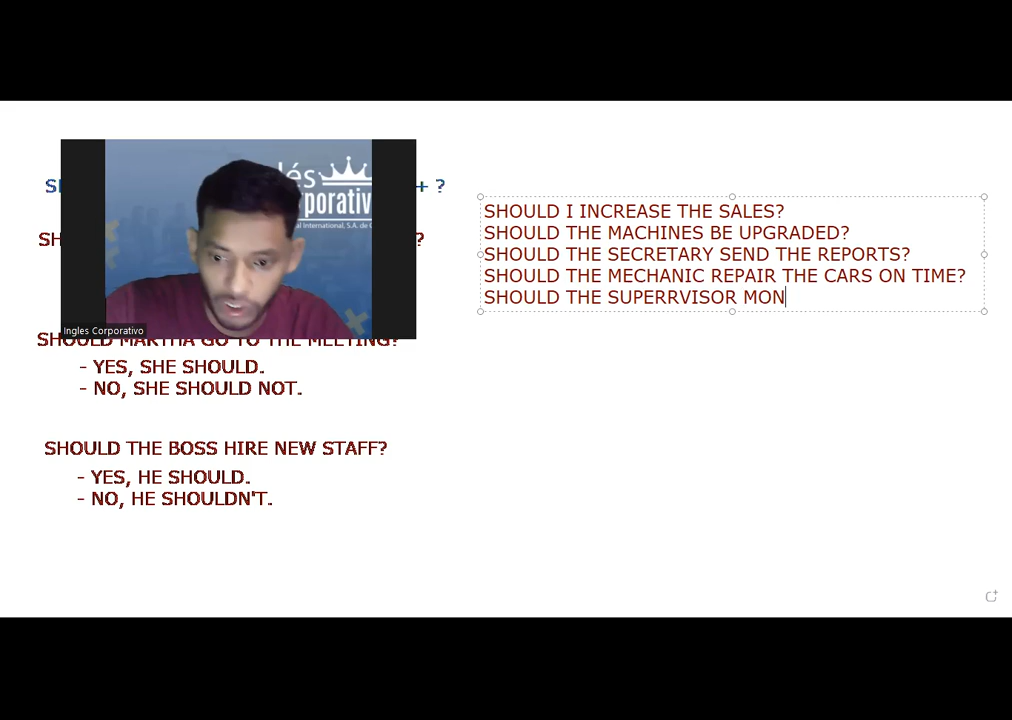 + ?
?
SHOULD MARTHA GO TO THE MEETING?
- YES, SHE SHOULD.
- NO, SHE SHOULD NOT.
SHOULD THE BOSS HIRE NEW STAFF?
- YES, HE SHOULD.
- NO, HE SHOULDN'T.
Ingles Corporativo
SHOULD I INCREASE THE SALES?
SHOULD THE MACHINES BE UPGRADED?
SHOULD THE SECRETARY SEND THE REPORTS?
SHOULD THE MECHANIC REPAIR THE CARS ON TIME?
SHOULD THE SUPERRVISOR MON